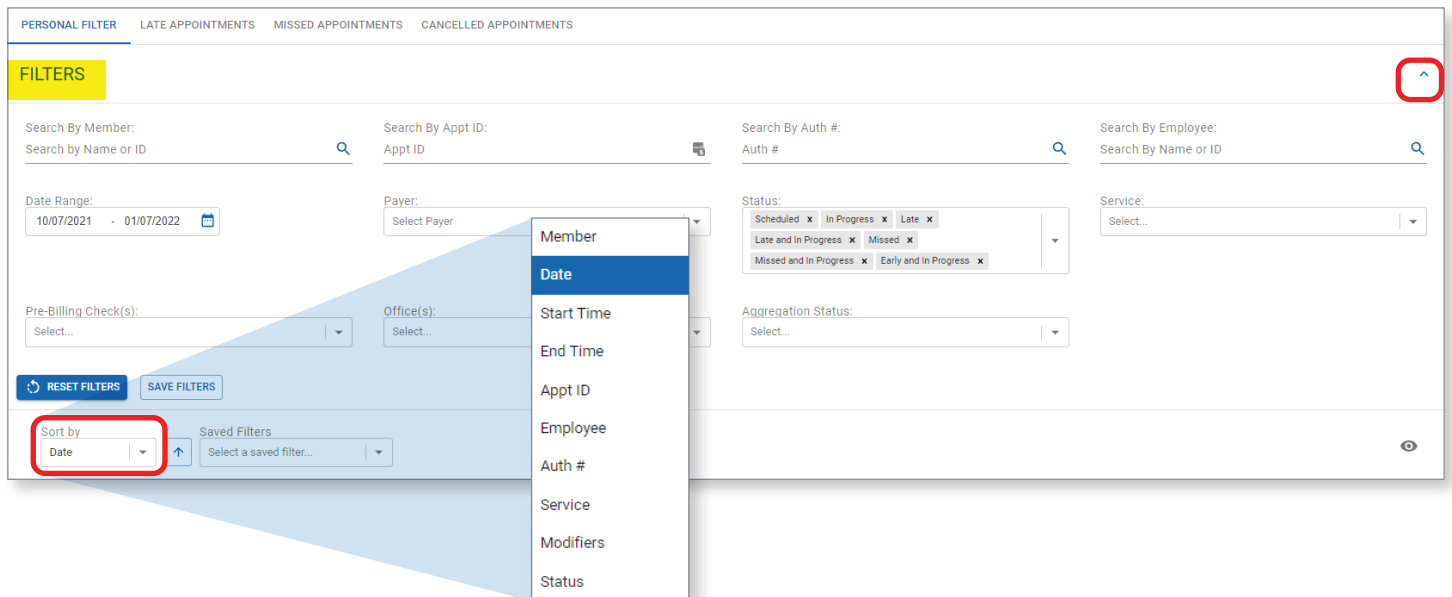 PERSONAL FILTER LATE APPOINTMENTS MISSED APPOINTMENTS CANCELLED APPOINTMENTS
FILTERS
Search By Member: Search By Appt ID: Search By Auth #: Search By Employee:
Search by Name or ID Appt ID Auth # Search By Name or ID
Date Range: Payer: Status: Service:
10/07/2021 - 01/07/2022 Select Payer Scheduled x In Progress x Late x Select...
Late and In Progress x Missed x
Missed and In Progress x Early and In Progress x
Pre-Billing Check(s): Office(s): Aggregation Status:
Select... Select... Select...
RESET FILTERS SAVE FILTERS
Sort by Saved Filters
Date Select a saved filter...
Member
Date
Start Time
End Time
Appt ID
Employee
Auth #
Service
Modifiers
Status